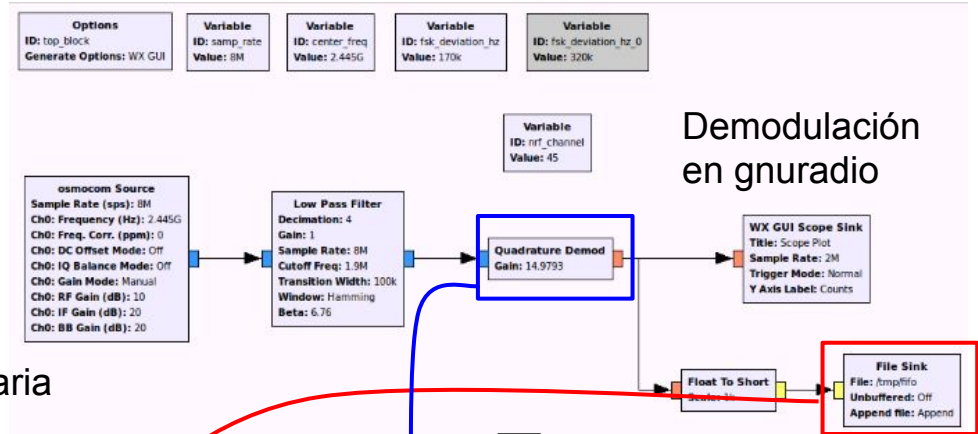 Options
ID: top_block
Generate Options: WX GUI
Variable
ID: samp_rate
Value: 8M
Variable
ID: center_freq
Value: 2.445G
Variable
ID: fsk_deviation_hz
Value: 170k
Variable
ID: fsk_deviation_hz_0
Value: 320k
Variable
ID: nrf_channel
Value: 45
Demodulación
en gnuradio
osmocom Source
Sample Rate (sps): 8M
Ch0: Frequency (Hz): 2.445G
Ch0: Freq. Corr. (ppm): 0
Ch0: DC Offset Mode: Off
Ch0: IQ Balance Mode: Off
Ch0: Gain Mode: Manual
Ch0: RF Gain (dB): 10
Ch0: IF Gain (dB): 20
Ch0: BB Gain (dB): 20
Low Pass Filter
Decimation: 4
Gain: 1
Sample Rate: 8M
Cutoff Freq: 1.9M
Transition Width: 100k
Window: Hamming
Beta: 6.76
Quadrature Demod
Gain: 14.9793
WX GUI Scope Sink
Title: Scope Plot
Sample Rate: 2M
Trigger Mode: Normal
Y Axis Label: Counts
aria
Float To Short
Scale:
File Sink
File: /tmp/fifo
Unbuffered: Off
Append file: Append